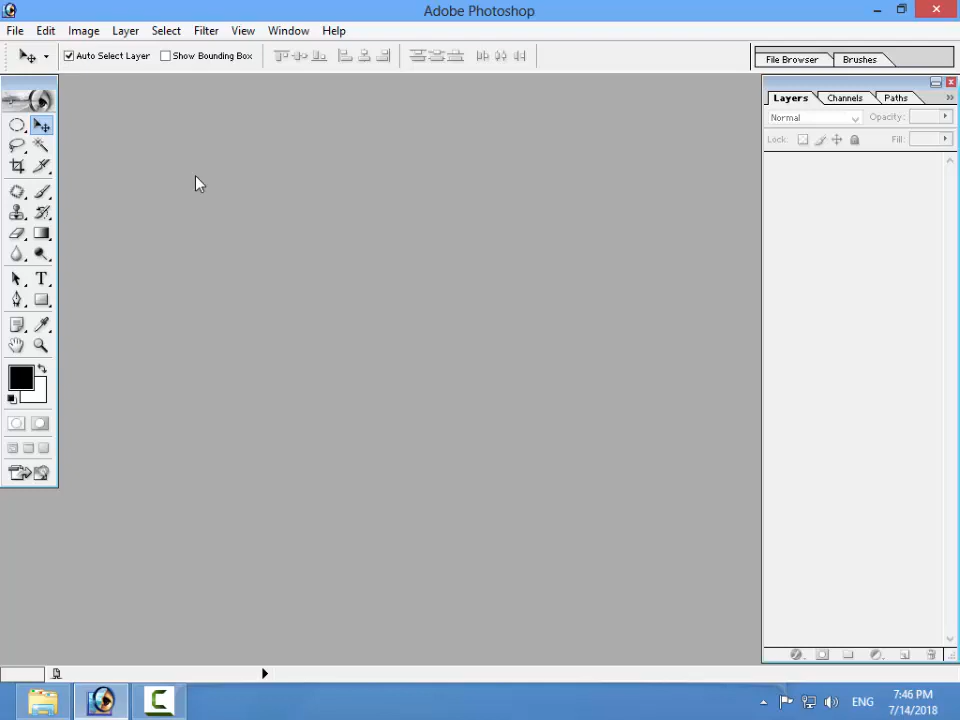 Adobe Photoshop
File Edit Image Layer Select Filter View Window Help
Auto Select Layer Show Bounding Box File Browser Brushes
Layers Channels Paths
Normal Opacity:
Lock: Fill:
T
C ENG 7:46 PM
7/14/2018